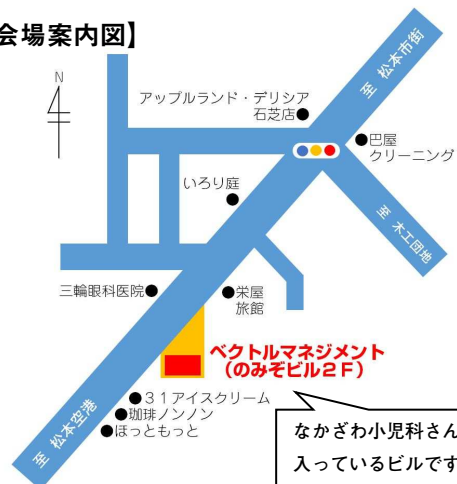 会場案内図】
N
至 松本市街
アップルランド・デリシア
石芝店●
●巴屋
クリーニング
いろり庭
至 木工団地
三輪眼科医院●
●栄屋
旅館
ベクトルマネジメント
(のみぞビル2F)
●31アイスクリーム
●珈琲ノンノン
●ほっともっと
至 松本空港
なかざわ小児科さん
入っているビルです